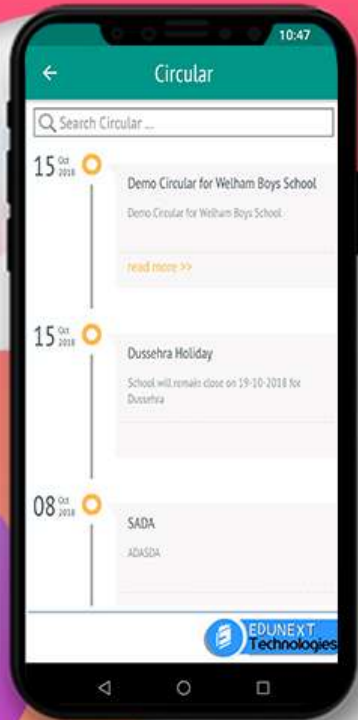 10:47
Circular
Search Circular ...
15 Oct 2018
Demo Circular for Welham Boys School
Demo Circular for Welham Boys School
read more >>
15 Oct 2018
Dussehra Holiday
School will remain close on 19-10-2018 for
Dussehra
08 Oct 2018
SADA
ADASDA
EDUNEXT
Technologies